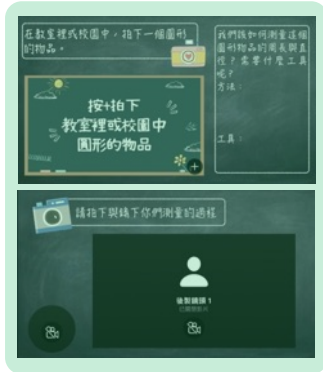 在教室裡或校園中，拍下一個圓形
的物品。
按+拍下
教室裡或校園中
圓形的物品
我們該如何測量這個
圓形物品的周長與直
徑？需要什麼工具
呢？
方法：
工具：
請拍下與錄下你們測量的過程
後製鏡頭 1